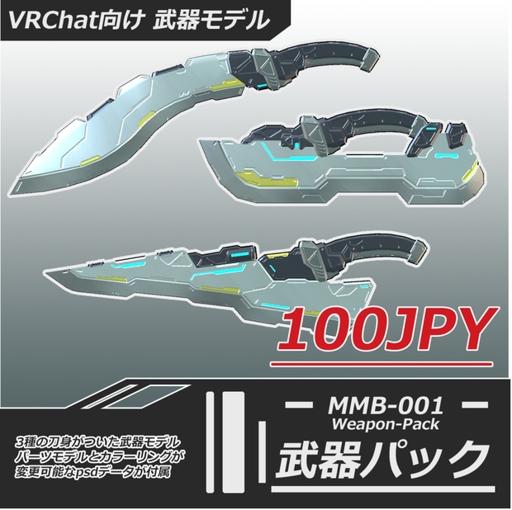 VRChat向け 武器モデル
100JPY
MMB-001
Weapon-Pack
武器パック
3種の刀身がついた武器モデル
パーツモデルとカラーリングが
変更可能なpsdデータが付属